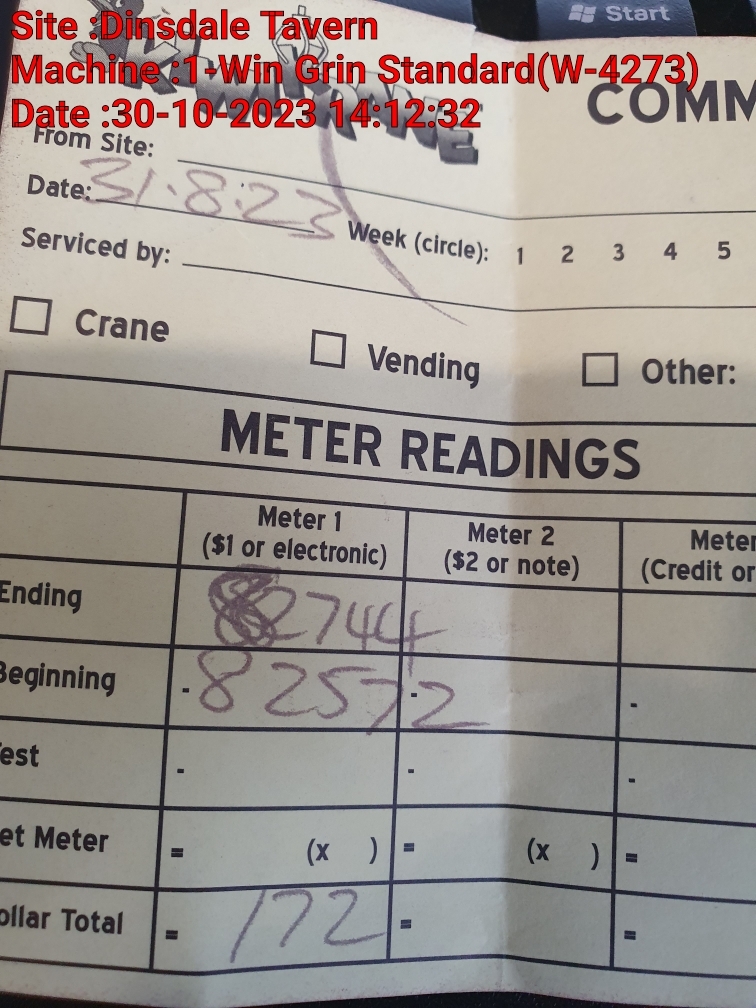 Start
Site :Dinsdale Tavern
Machine :1-Win Grin Standard(W-4273)
Date :30-10-2023 14:12:32
COMM
From Site:
Date: 31.8.23
Week (circle): 1 2 3 4 5
Serviced by:
Crane
Vending
Other:
METER READINGS
Meter 1
($1 or electronic)
Meter 2
($2 or note)
Meter
(Credit or
Ending 82744
Beginning - 82572 - -
est - - -
et Meter = (x ) = (x ) =
ollar Total = 172 = =